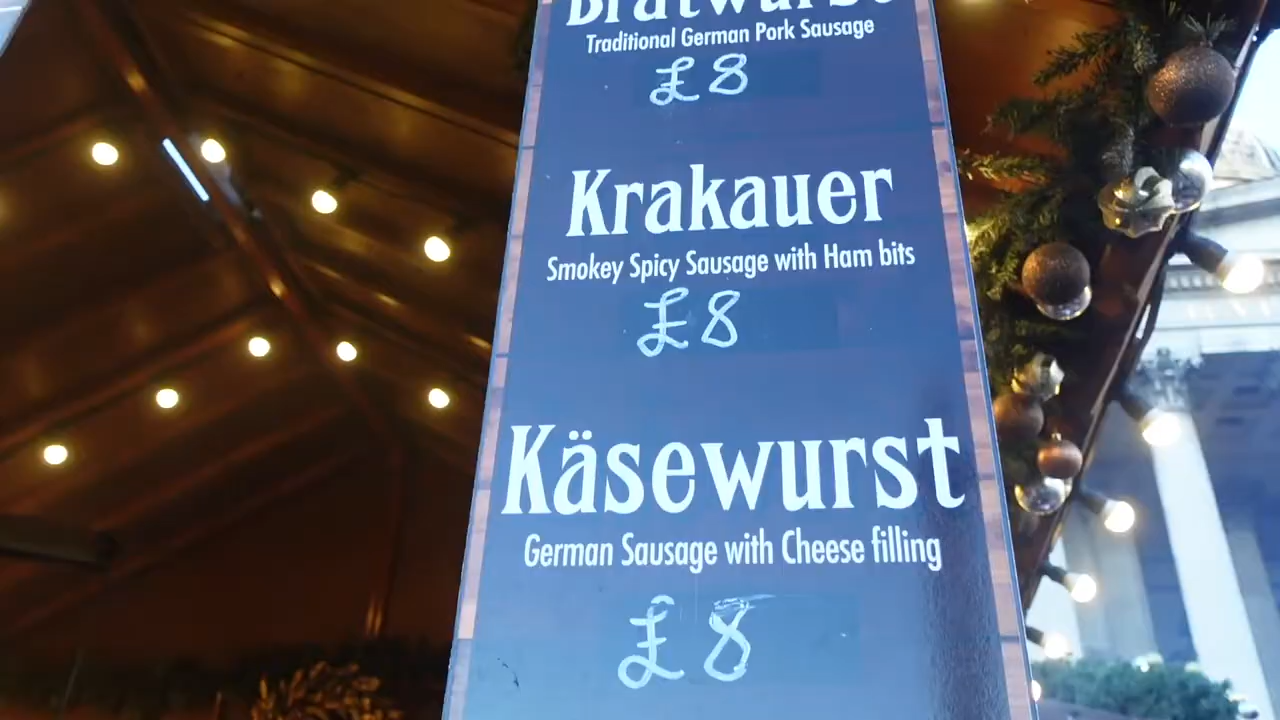 Bratwurst
Traditional German Pork Sausage
£8
Krakauer
Smokey Spicy Sausage with Ham bits
£8
Käsewurst
German Sausage with Cheese filling
£8